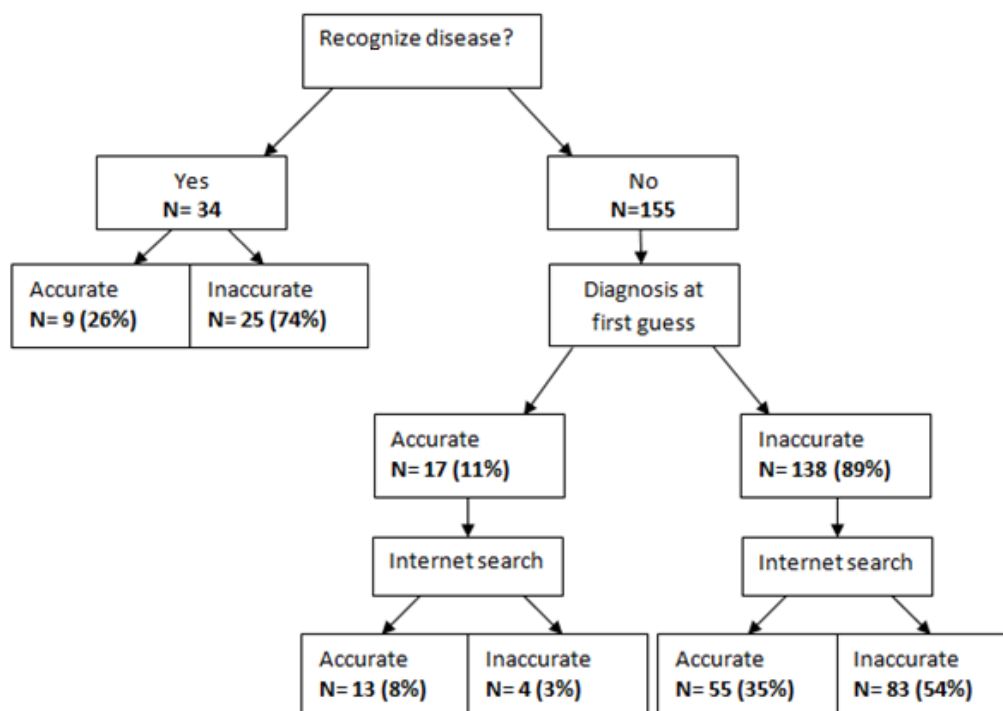 Recognize disease?
Yes
N= 34
No
N=155
Accurate
N= 9 (26%)
Inaccurate
N= 25 (74%)
Diagnosis at
first guess
Accurate
N= 17 (11%)
Inaccurate
N= 138 (89%)
Internet search
Internet search
Accurate
N= 13 (8%)
Inaccurate
N= 4 (3%)
Accurate
N= 55 (35%)
Inaccurate
N= 83 (54%)